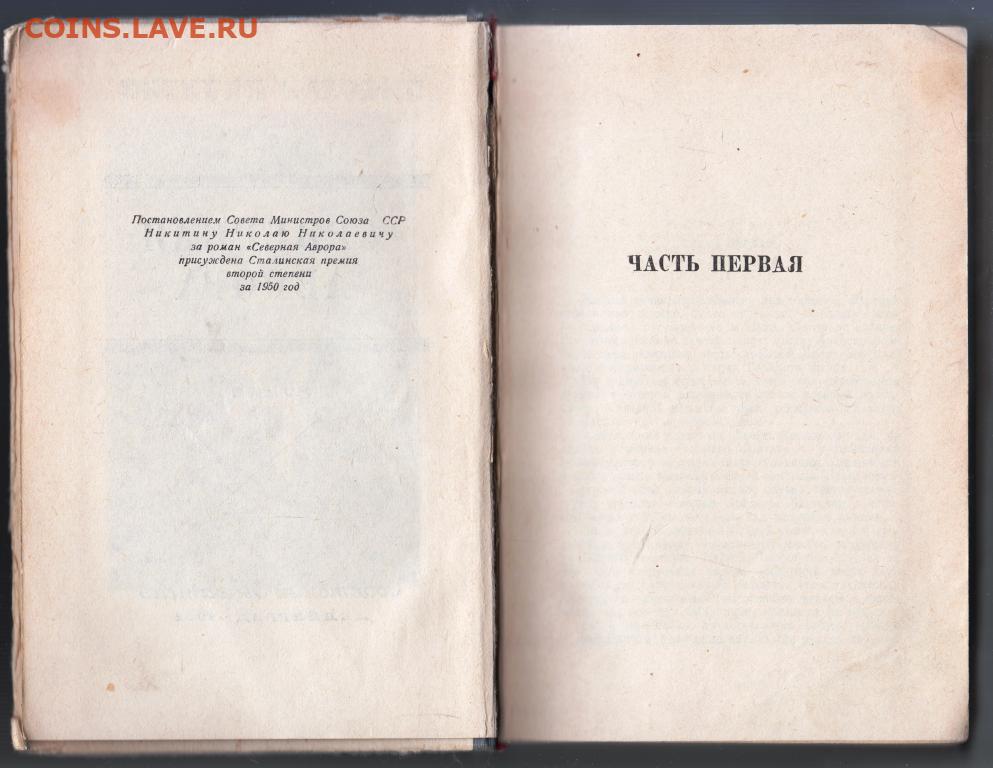 COINS.LAVE.RU
Постановлением Совета Министров Союза ССР
Никитину Николаю Николаевичу
за роман «Северная Аврора»
присуждена Сталинская премия
второй степени
за 1950 год
ЧАСТЬ ПЕРВАЯ